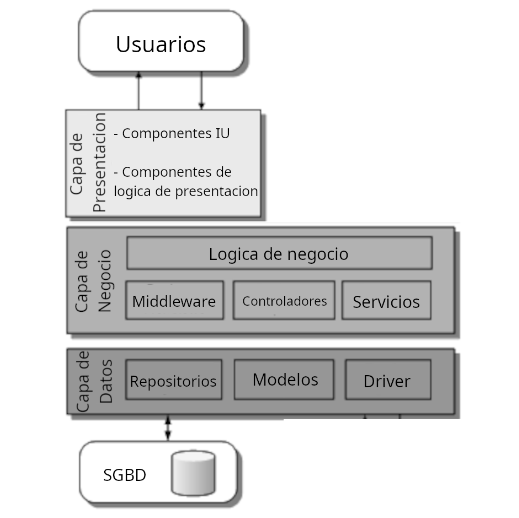 Usuarios
Capa de
Presentacion
- Componentes IU
- Componentes de
logica de presentacion
Capa de
Negocio
Logica de negocio
Middleware
Controladores
Servicios
Capa de
Datos
Repositorios
Modelos
Driver
SGBD